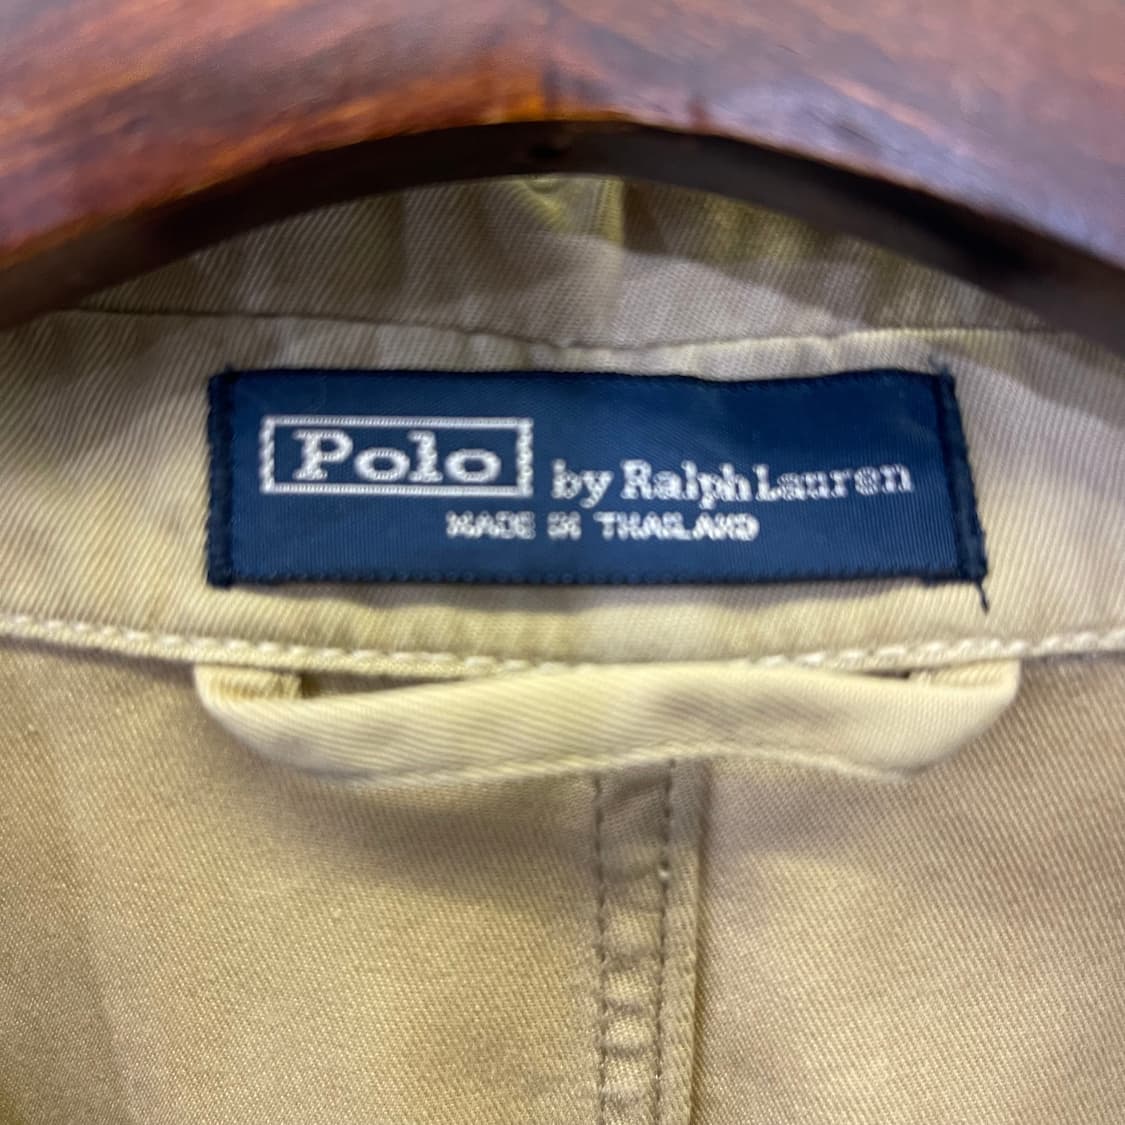 Polo by Ralph Lauren
MADE IN THAILAND